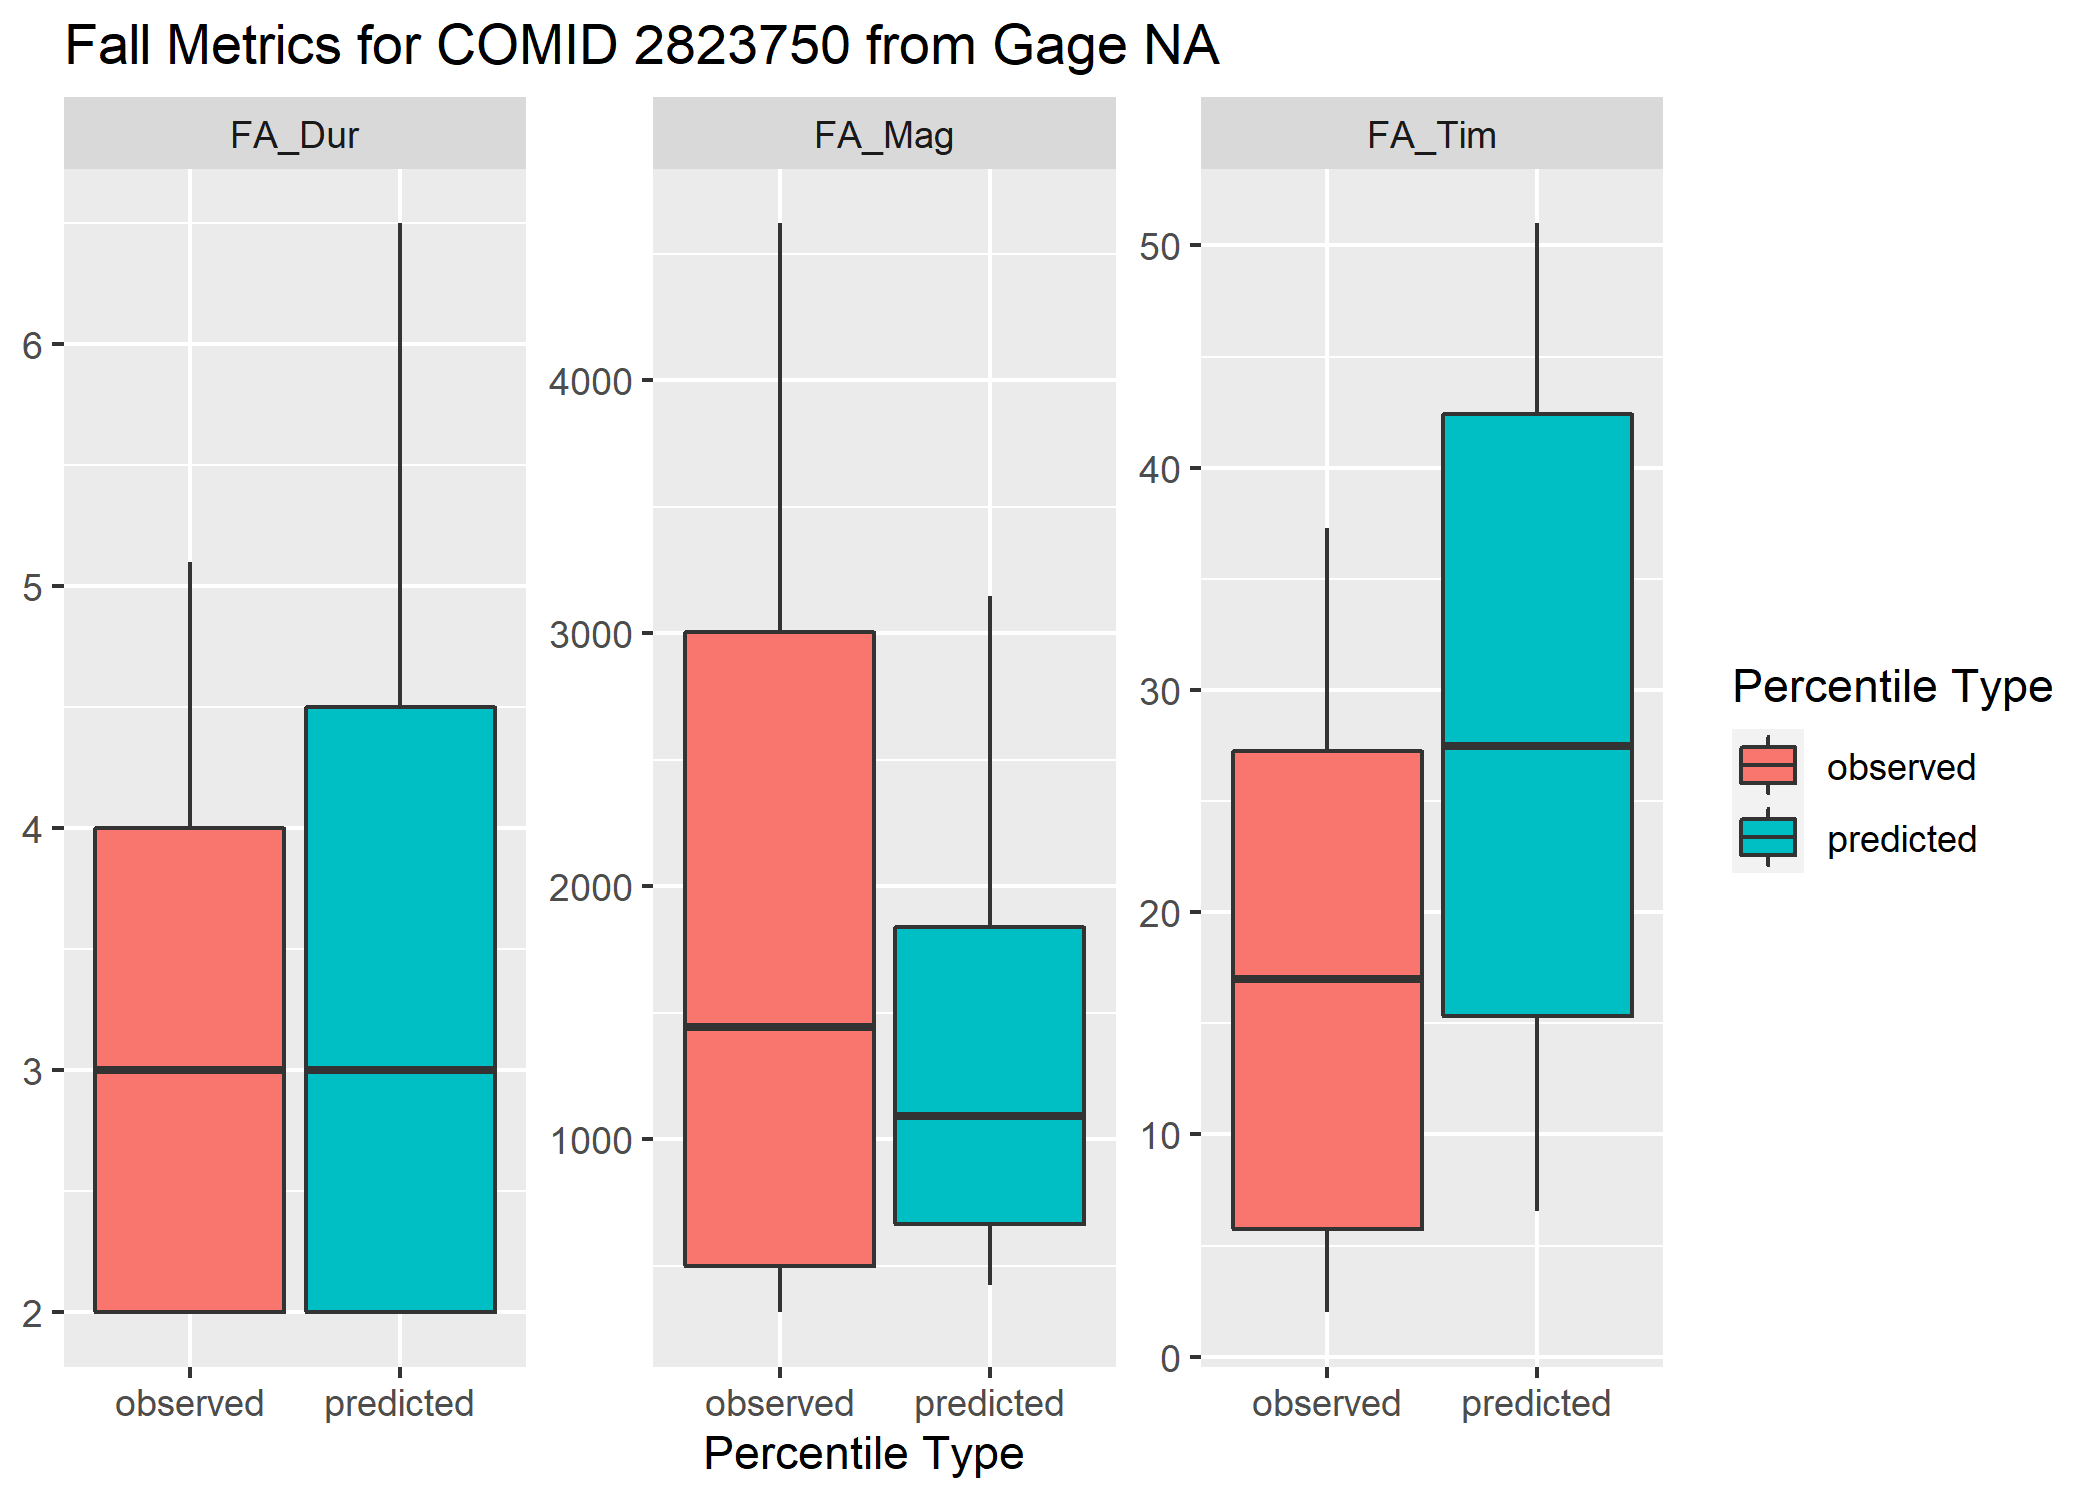 Fall Metrics for COMID 2823750 from Gage NA
FA_Dur
FA_Mag
FA_Tim
6
5
4
3
2
4000
3000
2000
1000
50
40
30
20
10
0
observed
predicted
observed
predicted
observed
predicted
Percentile Type
Percentile Type
observed
predicted